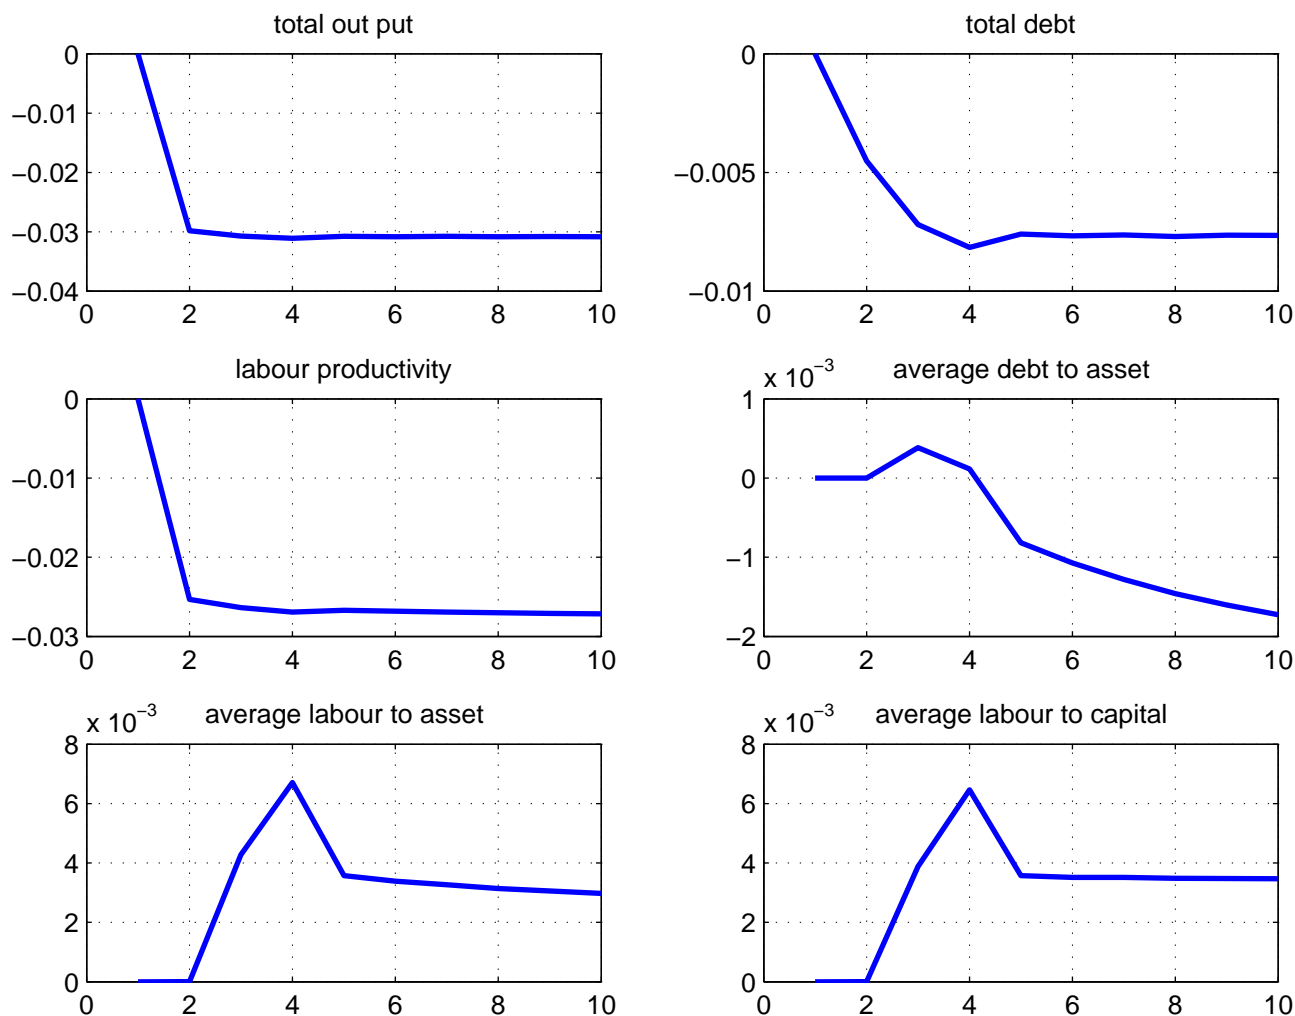 total out put
0
−0.01
−0.02
−0.03
−0.04
0 2 4 6 8 10
total debt
0
−0.005
−0.01
0 2 4 6 8 10
labour productivity
0
−0.01
−0.02
−0.03
0 2 4 6 8 10
x 10−3
average debt to asset
1
0
−1
−2
0 2 4 6 8 10
x 10−3
average labour to asset
8
6
4
2
0
0 2 4 6 8 10
x 10−3
average labour to capital
8
6
4
2
0
0 2 4 6 8 10